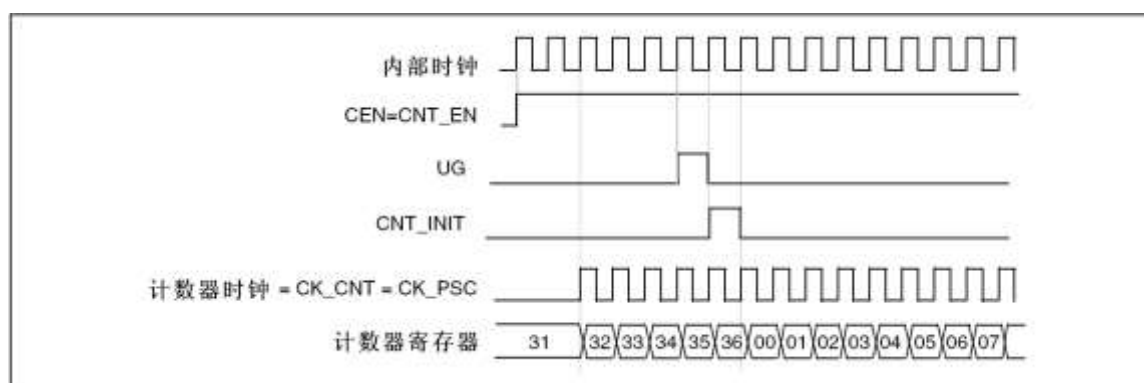 内部时钟
CEN=CNT_EN
UG
CNT_INIT
计数器时钟 = CK_CNT = CK_PSC
计数器寄存器 31 32 33 34 35 36 00 01 02 03 04 05 06 07